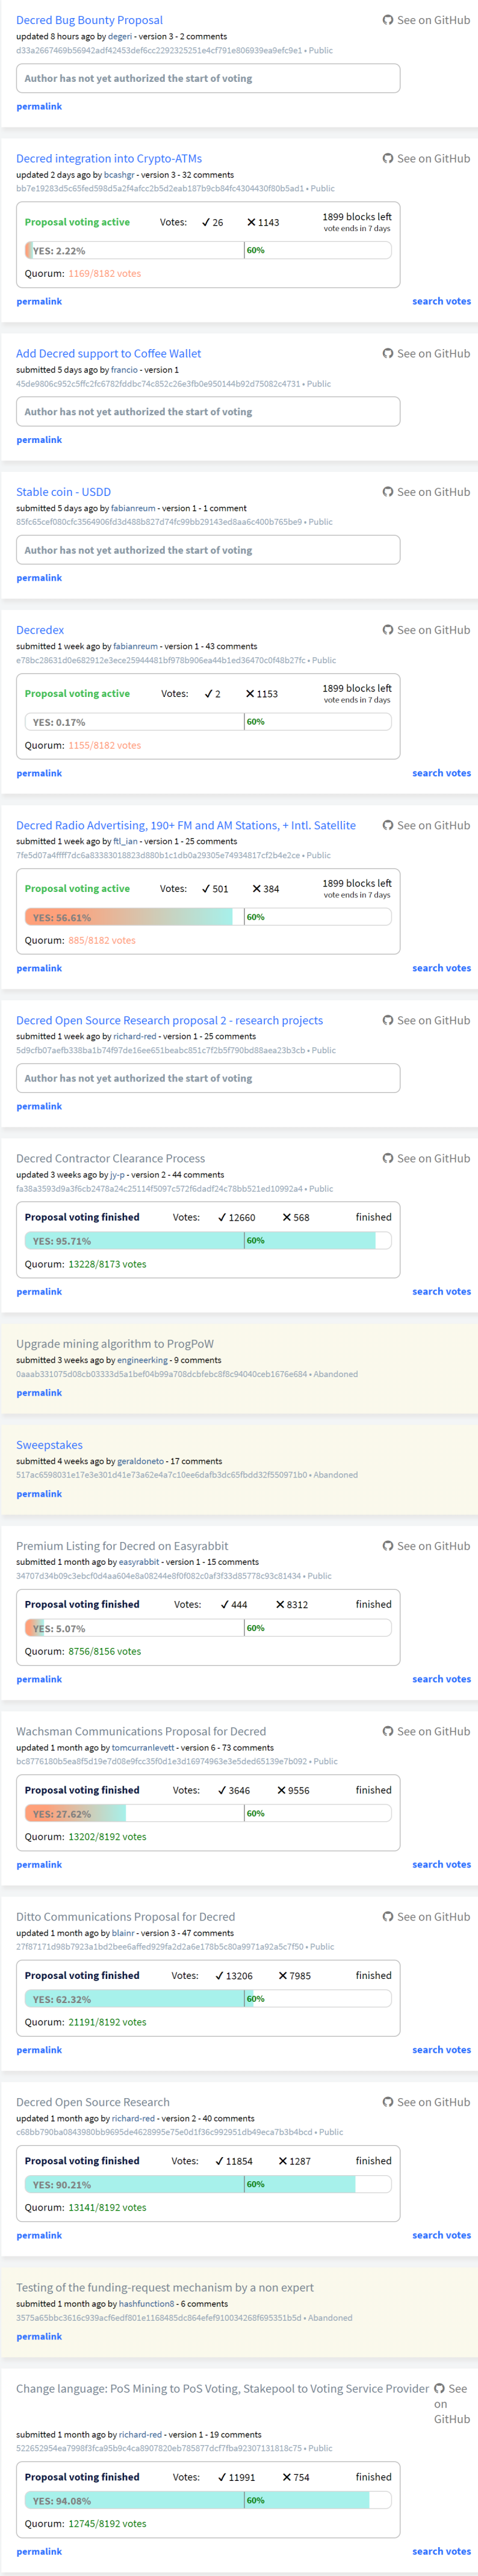 Decred Bug Bounty Proposal
See on GitHub
updated 8 hours ago by degeri - version 3 - 2 comments
d33a2667469b56942adf42453def6cc2292325251e4cf791e806939ea9efc9e1 • Public
Author has not yet authorized the start of voting
permalink
Decred integration into Crypto-ATMs
See on GitHub
updated 2 days ago by bcashgr - version 3 - 32 comments
bb7e19283d5c65fed598d5a2f4afcc2b5d2eab187b9cb84fc4304430f80b5ad1 • Public
Proposal voting active Votes: ✓ 26 ✕ 1143 1899 blocks left
vote ends in 7 days
YES: 2.22% 60%
Quorum: 1169/8182 votes
permalink search votes
Add Decred support to Coffee Wallet
See on GitHub
submitted 5 days ago by francio - version 1
45de9806c952c5ffc2fc6782fddbc74c852c26e3fb0e950144b92d75082c4731 • Public
Author has not yet authorized the start of voting
permalink
Stable coin - USDD
See on GitHub
submitted 5 days ago by fabianreum - version 1 - 1 comment
85fc65cef080cfc3564906fd3d488b827d74fc99bb29143ed8aa6c400b765be9 • Public
Author has not yet authorized the start of voting
permalink
Decredex
See on GitHub
submitted 1 week ago by fabianreum - version 1 - 43 comments
e78bc28631d0e682912e3ece25944481bf978b906ea44b1ed36470c0f48b27fc • Public
Proposal voting active Votes: ✓ 2 ✕ 1153 1899 blocks left
vote ends in 7 days
YES: 0.17% 60%
Quorum: 1155/8182 votes
permalink search votes
Decred Radio Advertising, 190+ FM and AM Stations, + Intl. Satellite
See on GitHub
submitted 1 week ago by ftl_ian - version 1 - 25 comments
7fe5d07a4ffff7dc6a83383018823d880b1c1db0a29305e74934817cf2b4e2ce • Public
Proposal voting active Votes: ✓ 501 ✕ 384 1899 blocks left
vote ends in 7 days
YES: 56.61% 60%
Quorum: 885/8182 votes
permalink search votes
Decred Open Source Research proposal 2 - research projects
See on GitHub
submitted 1 week ago by richard-red - version 1 - 25 comments
5d9cfb07aefb338ba1b74f97de16ee651beabc851c7f2b5f790bd88aea23b3cb • Public
Author has not yet authorized the start of voting
permalink
Decred Contractor Clearance Process
See on GitHub
updated 3 weeks ago by jy-p - version 2 - 44 comments
fa38a3593d9a3f6cb2478a24c25114f5097c572f6dadf24c78bb521ed10992a4 • Public
Proposal voting finished Votes: ✓ 12660 ✕ 568 finished
YES: 95.71% 60%
Quorum: 13228/8173 votes
permalink search votes
Upgrade mining algorithm to ProgPoW
submitted 3 weeks ago by engineerking - 9 comments
0aaab331075d08cb03333d5a1bef04b99a708dcbfebc8f8c94040ceb1676e684 • Abandoned
permalink
Sweepstakes
submitted 4 weeks ago by geraldoneto - 17 comments
517ac6598031e17e3e301d41e73a62e4a7c10ee6dafb3dc65fbdd32f550971b0 • Abandoned
permalink
Premium Listing for Decred on Easyrabbit
See on GitHub
submitted 1 month ago by easyrabbit - version 1 - 15 comments
34707d34b09c3ebcf0d4aa604e8a08244e8f0f082c0af3f33d85778c93c81434 • Public
Proposal voting finished Votes: ✓ 444 ✕ 8312 finished
YES: 5.07% 60%
Quorum: 8756/8156 votes
permalink search votes
Wachsman Communications Proposal for Decred
See on GitHub
updated 1 month ago by tomcurranlevett - version 6 - 73 comments
bc8776180b5ea8f5d19e7d08e9fcc35f0d1e3d16974963e3e5ded65139e7b092 • Public
Proposal voting finished Votes: ✓ 3646 ✕ 9556 finished
YES: 27.62% 60%
Quorum: 13202/8192 votes
permalink search votes
Ditto Communications Proposal for Decred
See on GitHub
updated 1 month ago by blainr - version 3 - 47 comments
27f87171d98b7923a1bd2bee6affed929fa2d2a6e178b5c80a9971a92a5c7f50 • Public
Proposal voting finished Votes: ✓ 13206 ✕ 7985 finished
YES: 62.32% 60%
Quorum: 21191/8192 votes
permalink search votes
Decred Open Source Research
See on GitHub
updated 1 month ago by richard-red - version 2 - 40 comments
c68bb790ba0843980bb9695de4628995e75e0d1f36c992951db49eca7b3b4bcd • Public
Proposal voting finished Votes: ✓ 11854 ✕ 1287 finished
YES: 90.21% 60%
Quorum: 13141/8192 votes
permalink search votes
Testing of the funding-request mechanism by a non expert
submitted 1 month ago by hashfunction8 - 6 comments
3575a65bbc3616c939acf6edf801e1168485dc864efef910034268f695351b5d • Abandoned
permalink
Change language: PoS Mining to PoS Voting, Stakepool to Voting Service Provider
See
on
GitHub
submitted 1 month ago by richard-red - version 1 - 19 comments
522652954ea7998f3fca95b9c4ca8907820eb785877dcf7fba92307131818c75 • Public
Proposal voting finished Votes: ✓ 11991 ✕ 754 finished
YES: 94.08% 60%
Quorum: 12745/8192 votes
permalink search votes